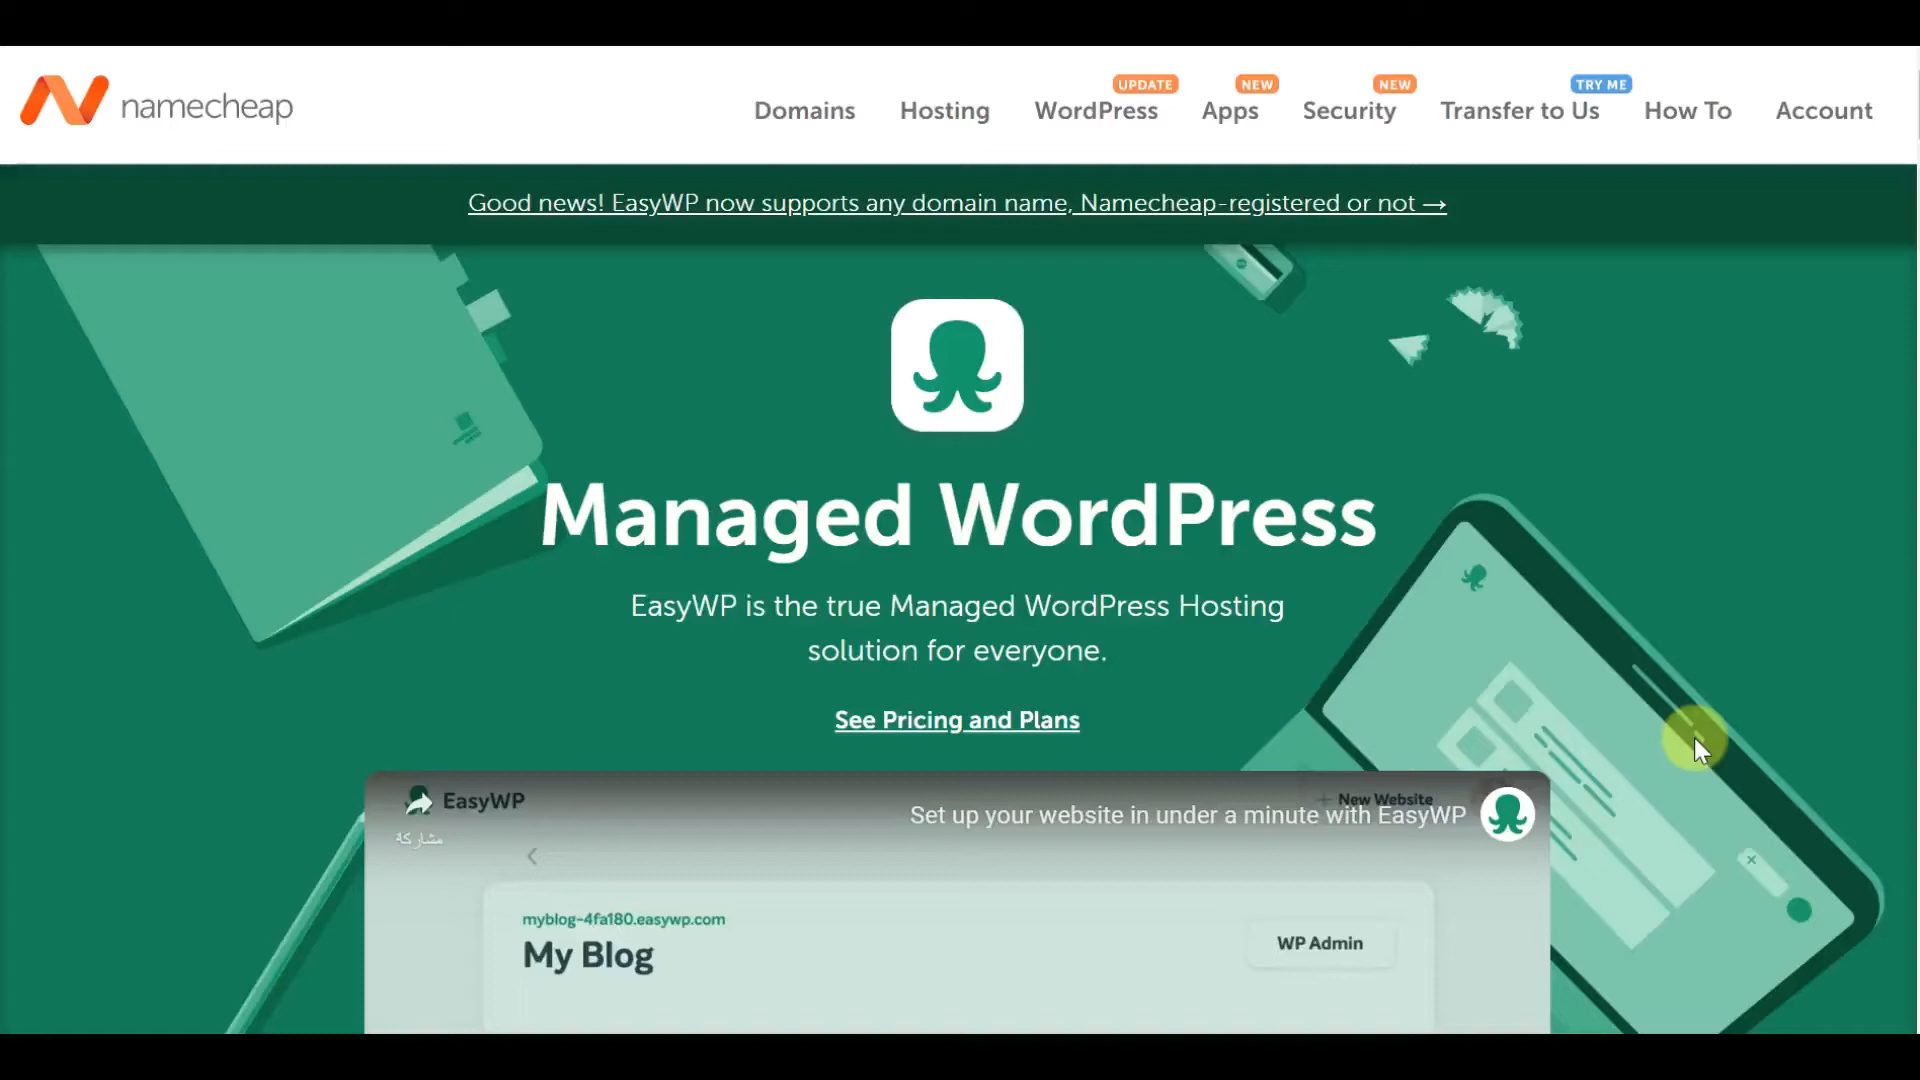 namecheap
UPDATE NEW NEW TRY ME
Domains Hosting WordPress Apps Security Transfer to Us How To Account
Good news! EasyWP now supports any domain name, Namecheap-registered or not →
Managed WordPress
EasyWP is the true Managed WordPress Hosting
solution for everyone.
See Pricing and Plans
EasyWP
+ New Website
Set up your website in under a minute with EasyWP
مشاركة
myblog-4fa180.easywp.com
My Blog
WP Admin